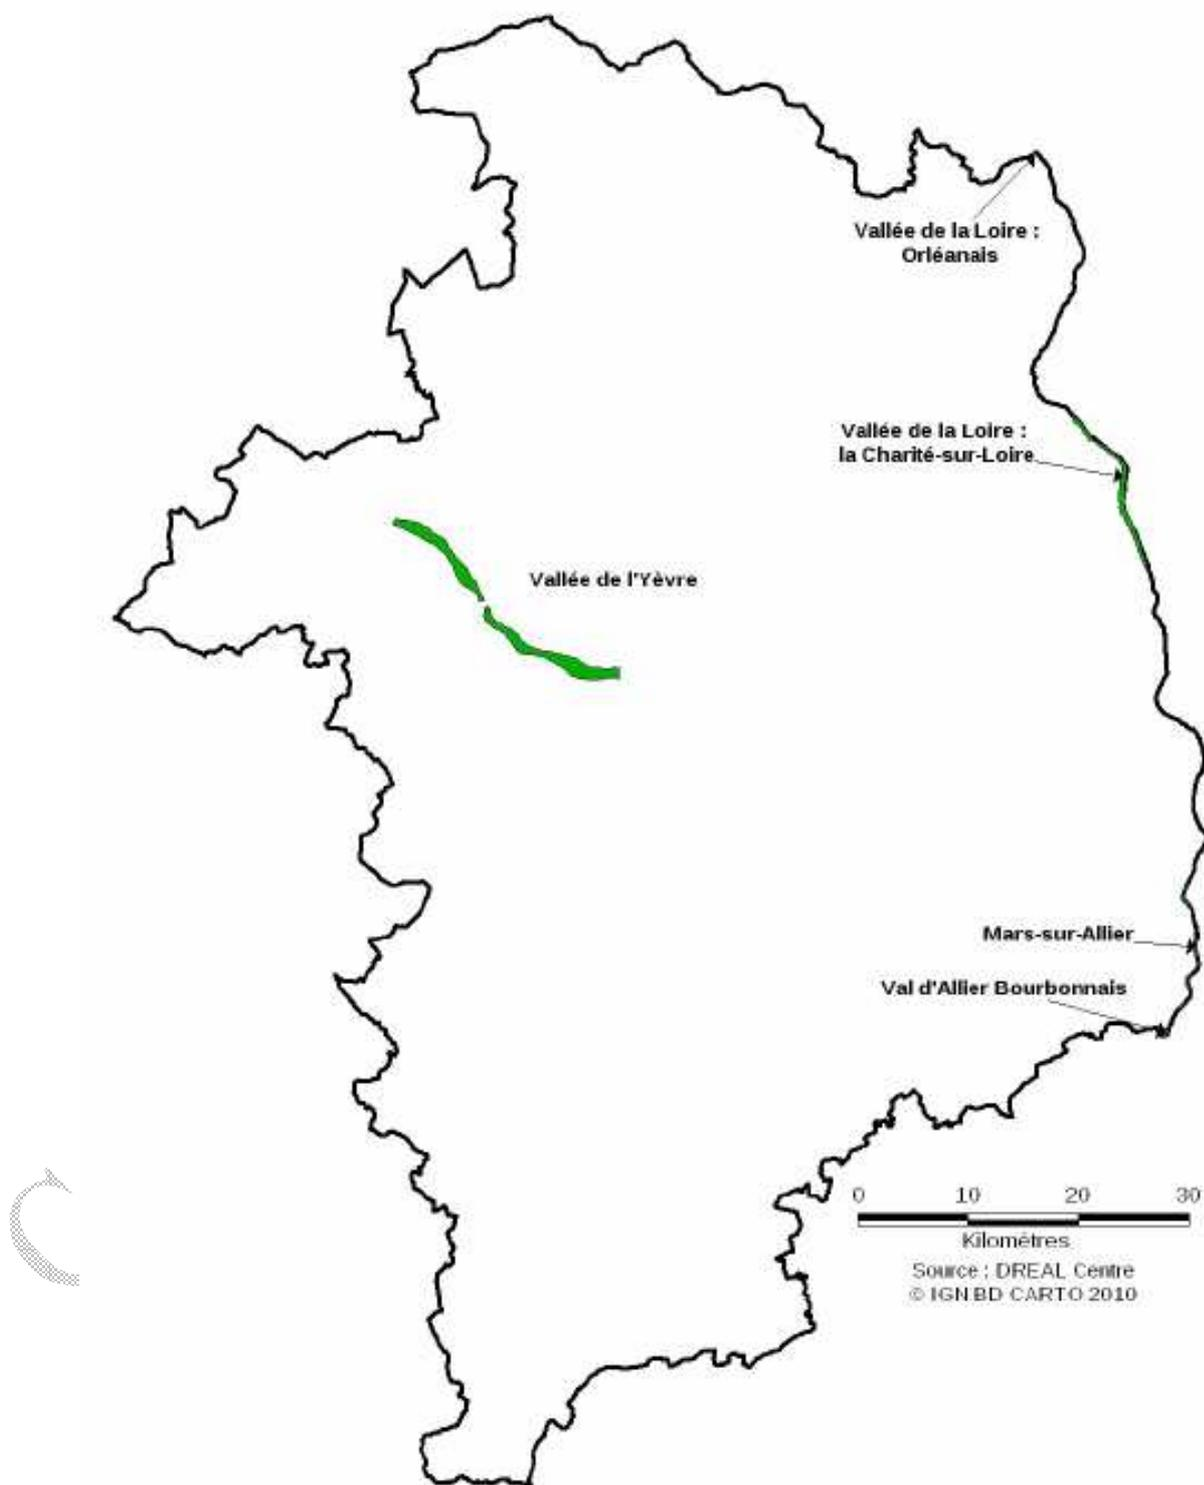 Vallée de la Loire :
Orléanais
Vallée de la Loire :
la Charité-sur-Loire
Vallée de l'Yèvre
Mars-sur-Allier
Val d'Allier Bourbonnais
0 10 20 30
Kilomètres
Source : DREAL Centre
© IGN BD CARTO 2010